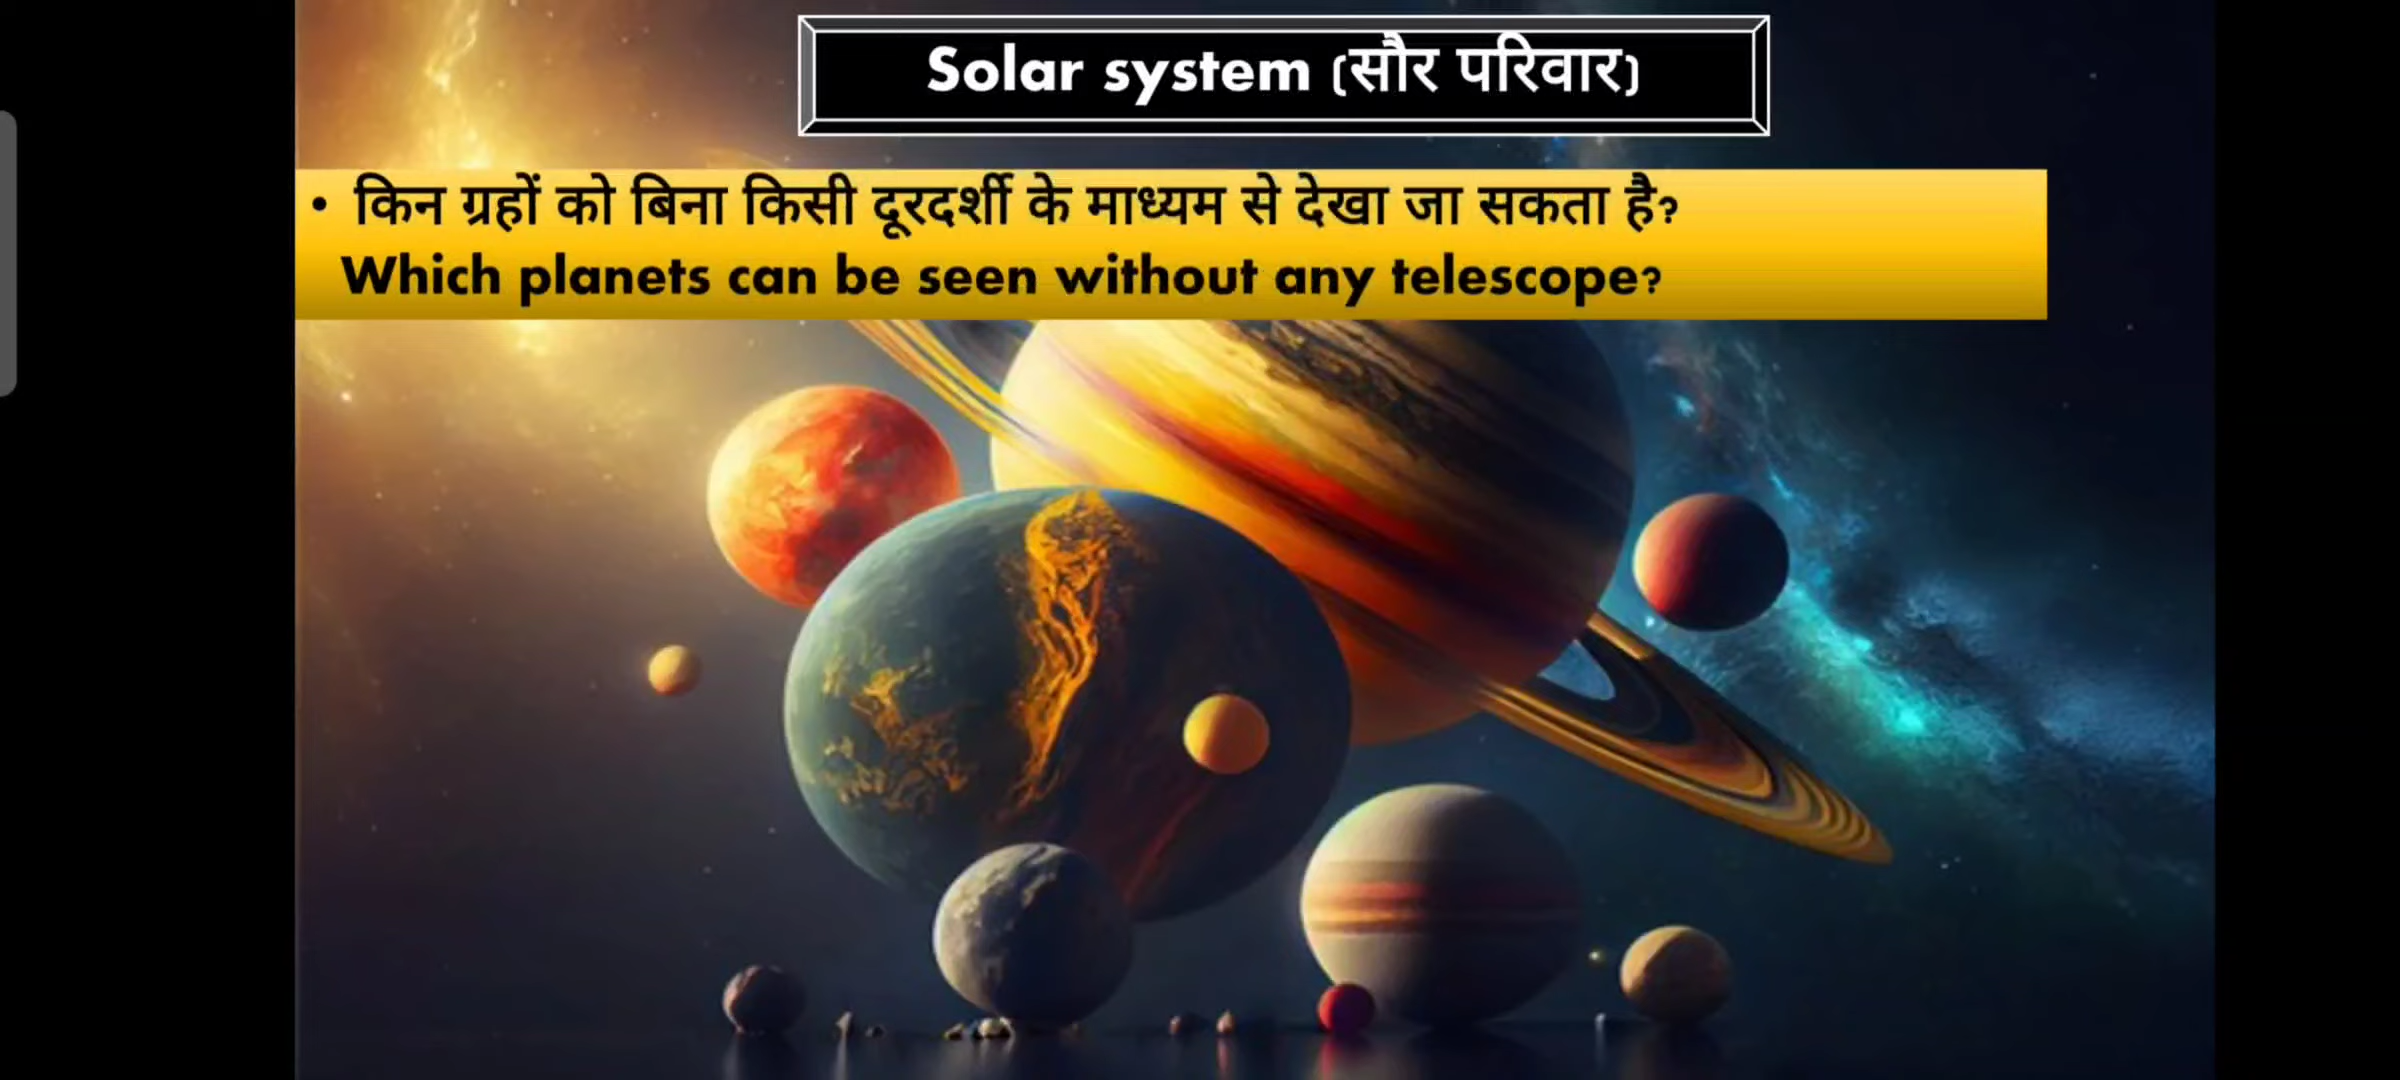 Solar system (सौर परिवार)
• किन ग्रहों को बिना किसी दूरदर्शी के माध्यम से देखा जा सकता है?
Which planets can be seen without any telescope?